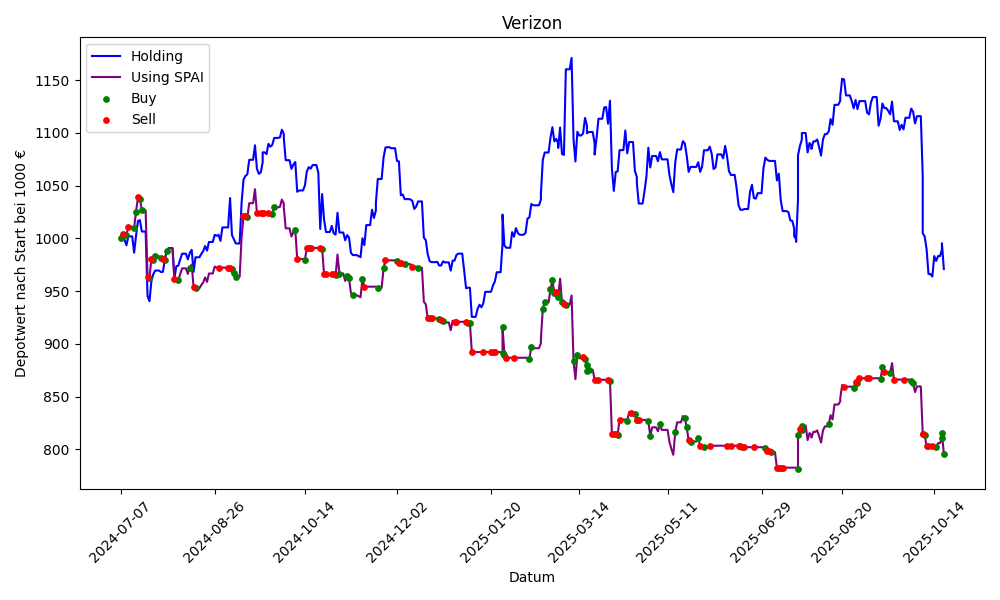 Verizon
Holding
Using SPAI
Buy
Sell
Depotwert nach Start bei 1000 €
1150
1100
1050
1000
950
900
850
800
2024-07-07
2024-08-26
2024-10-14
2024-12-02
2025-01-20
2025-03-14
2025-05-11
2025-06-29
2025-08-20
2025-10-14
Datum